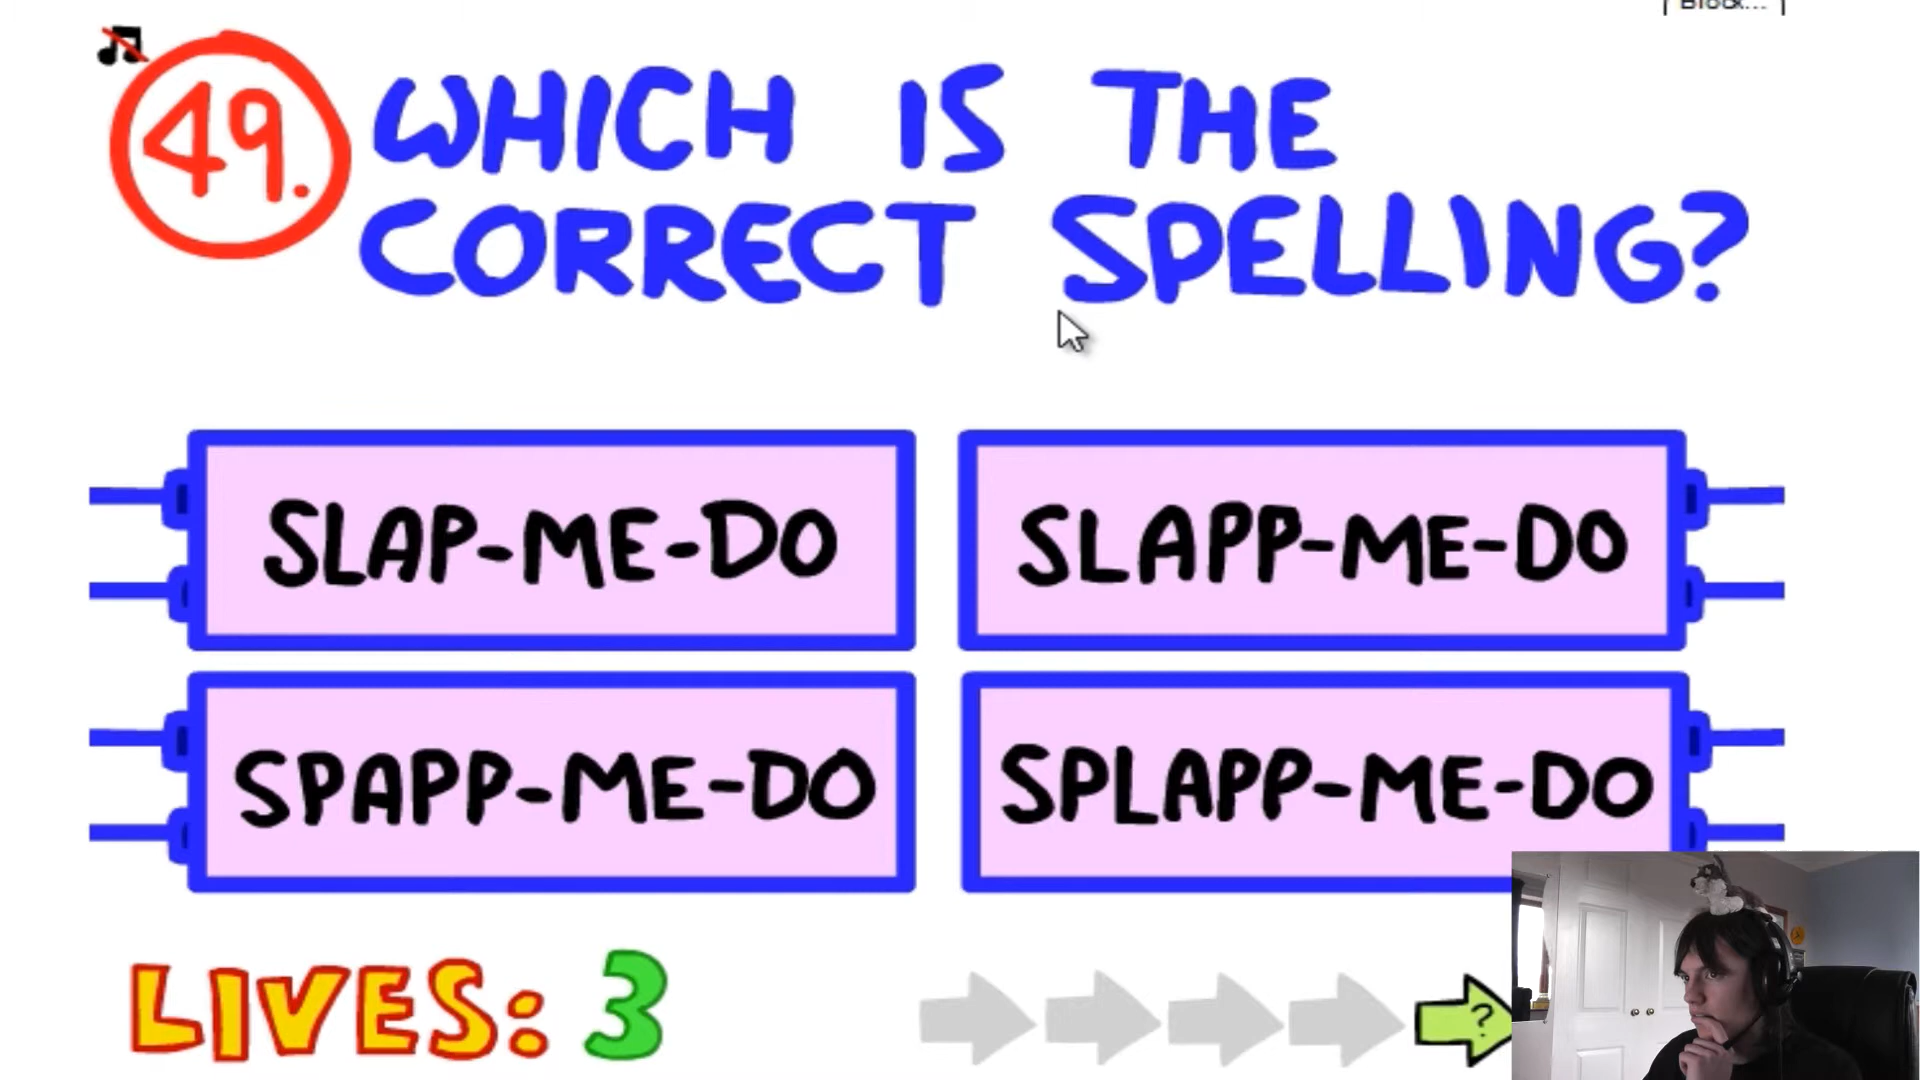 49. WHICH IS THE
CORRECT SPELLING?
SLAP-ME-DO
SLAPP-ME-DO
SPAPP-ME-DO
SPLAPP-ME-DO
LIVES: 3
?